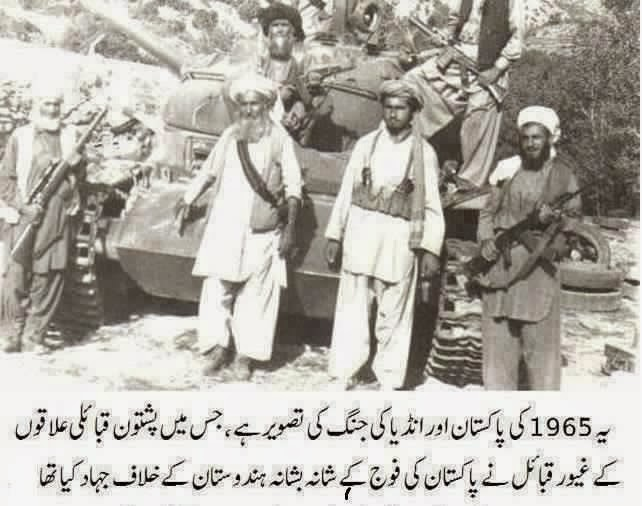 یہ 1965 کی پاکستان اور انڈیا کی جنگ کی تصویر ہے، جس میں پشتون قبائلی علاقوں
کے غیور قبائل نے پاکستان کی فوج کے شانہ بشانہ ہندوستان کے خلاف جہاد کیا تھا